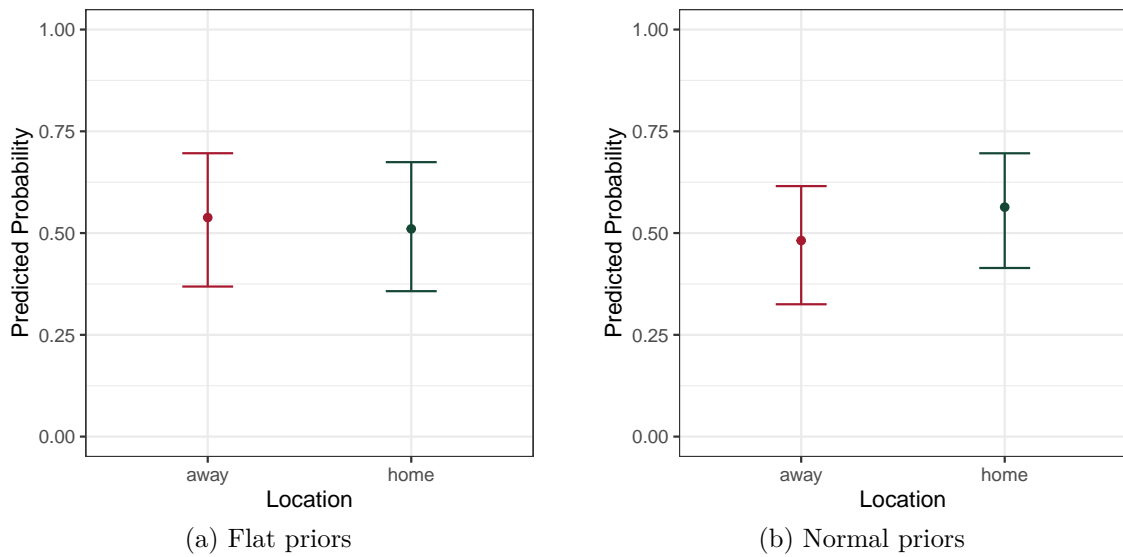 1.00
0.75
0.50
0.25
0.00
Predicted Probability
away
home
Location
(a) Flat priors
1.00
0.75
0.50
0.25
0.00
Predicted Probability
away
home
Location
(b) Normal priors